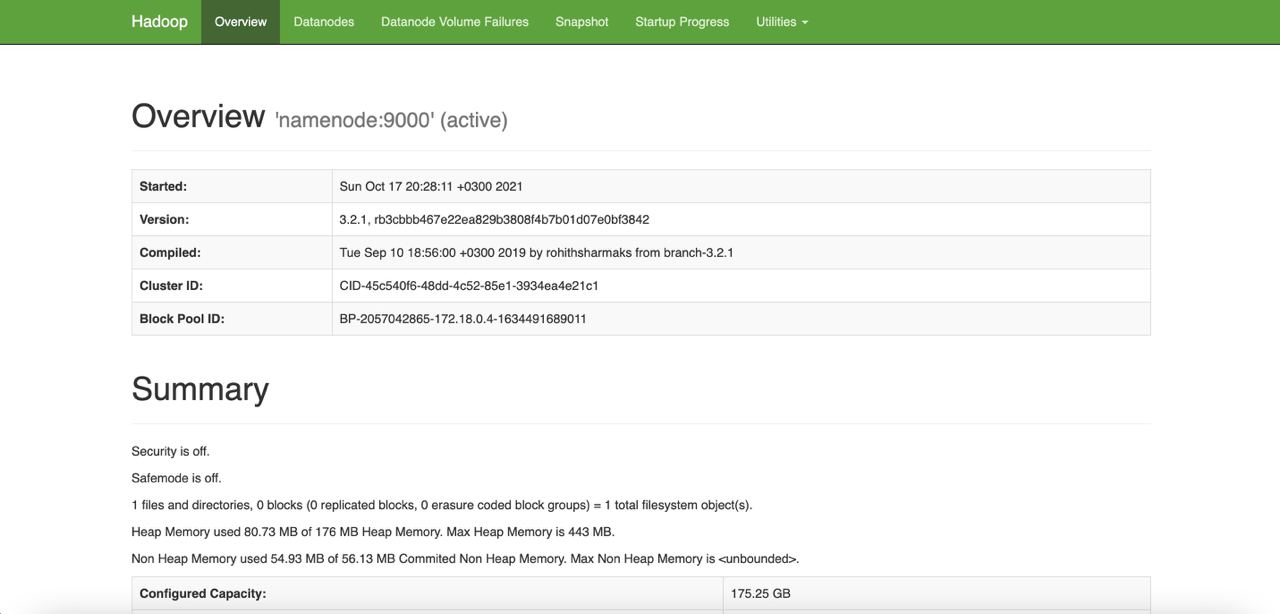 Hadoop Overview Datanodes Datanode Volume Failures Snapshot Startup Progress Utilities
Overview 'namenode:9000' (active)
Started: Sun Oct 17 20:28:11 +0300 2021
Version: 3.2.1, rb3cbbb467e22ea829b3808f4b7b01d07e0bf3842
Compiled: Tue Sep 10 18:56:00 +0300 2019 by rohithsharmaks from branch-3.2.1
Cluster ID: CID-45c540f6-48dd-4c52-85e1-3934ea4e21c1
Block Pool ID: BP-2057042865-172.18.0.4-1634491689011
Summary
Security is off.
Safemode is off.
1 files and directories, 0 blocks (0 replicated blocks, 0 erasure coded block groups) = 1 total filesystem object(s).
Heap Memory used 80.73 MB of 176 MB Heap Memory. Max Heap Memory is 443 MB.
Non Heap Memory used 54.93 MB of 56.13 MB Commited Non Heap Memory. Max Non Heap Memory is <unbounded>.
Configured Capacity: 175.25 GB